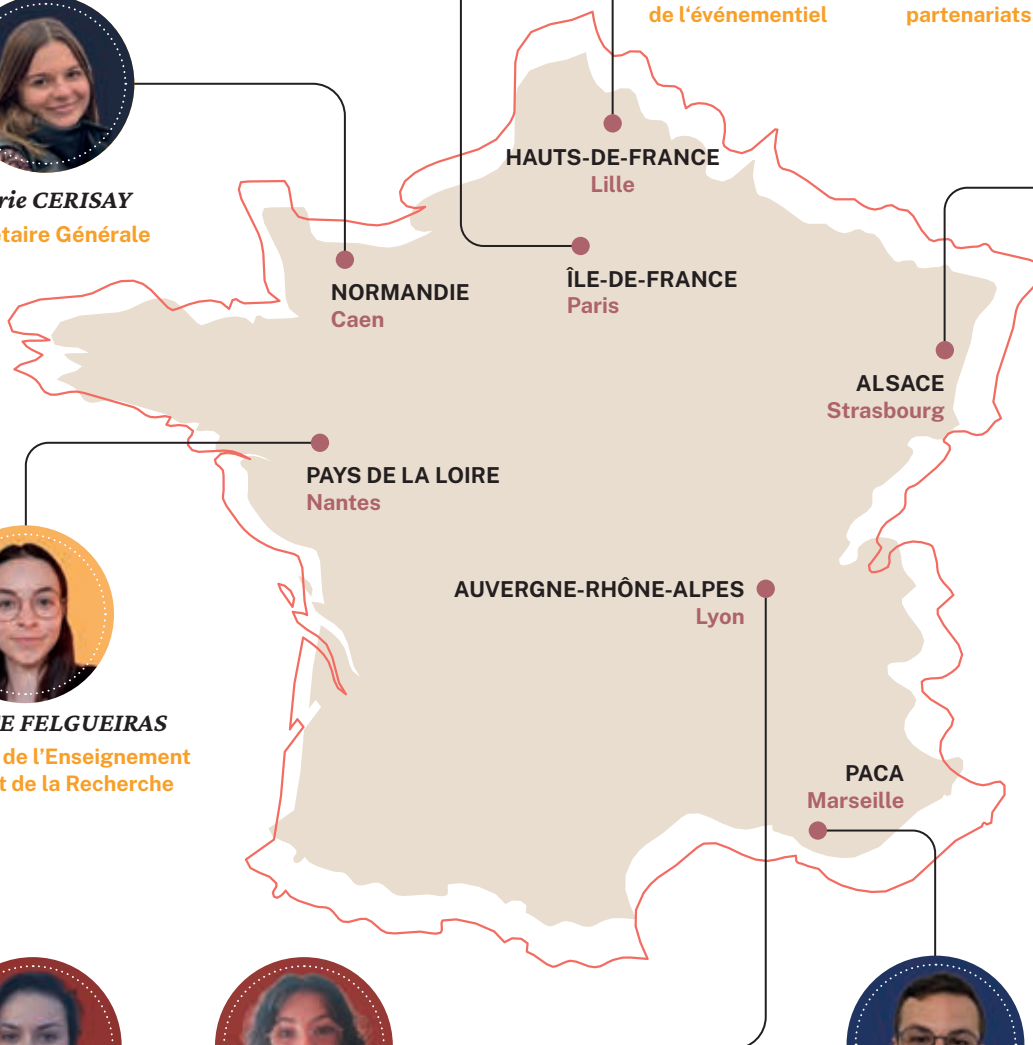 de l'événementiel
partenariats
HAUTS-DE-FRANCE
Lille
rie CERISAY
taire Générale
ÎLE-DE-FRANCE
Paris
NORMANDIE
Caen
ALSACE
Strasbourg
PAYS DE LA LOIRE
Nantes
AUVERGNE-RHÔNE-ALPES
Lyon
E FELGUEIRAS
de l'Enseignement
t de la Recherche
PACA
Marseille